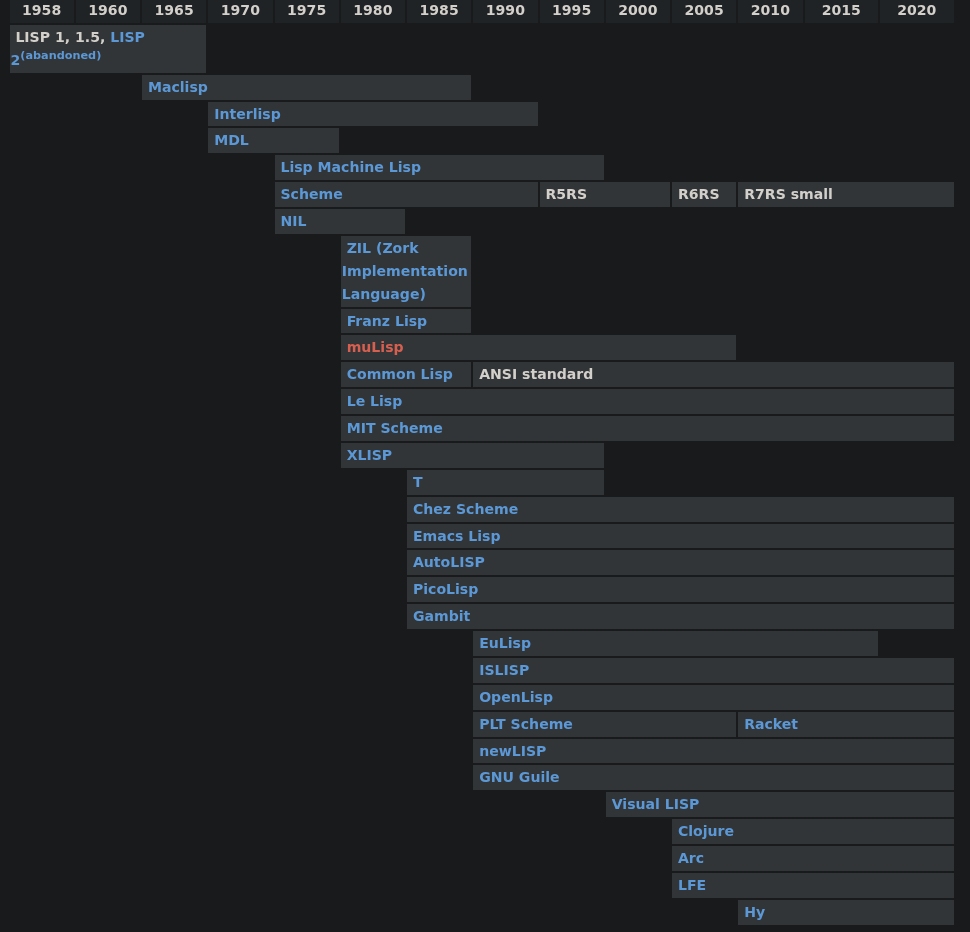 1958 1960 1965 1970 1975 1980 1985 1990 1995 2000 2005 2010 2015 2020
LISP 1, 1.5, LISP
2(abandoned)
Maclisp
Interlisp
MDL
Lisp Machine Lisp
Scheme R5RS R6RS R7RS small
NIL
ZIL (Zork
Implementation
Language)
Franz Lisp
muLisp
Common Lisp ANSI standard
Le Lisp
MIT Scheme
XLISP
T
Chez Scheme
Emacs Lisp
AutoLISP
PicoLisp
Gambit
EuLisp
ISLISP
OpenLisp
PLT Scheme Racket
newLISP
GNU Guile
Visual LISP
Clojure
Arc
LFE
Hy